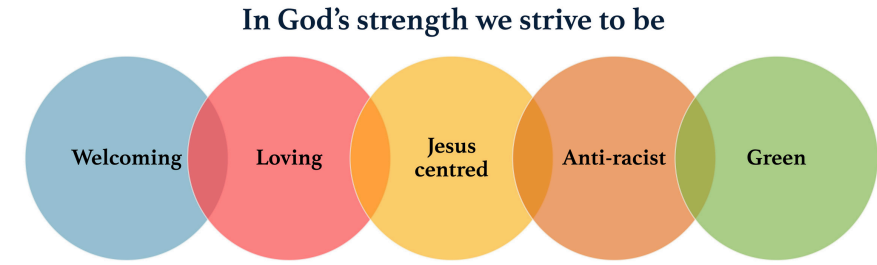 In God’s strength we strive to be
Welcoming
Loving
Jesus
centred
Anti-racist
Green